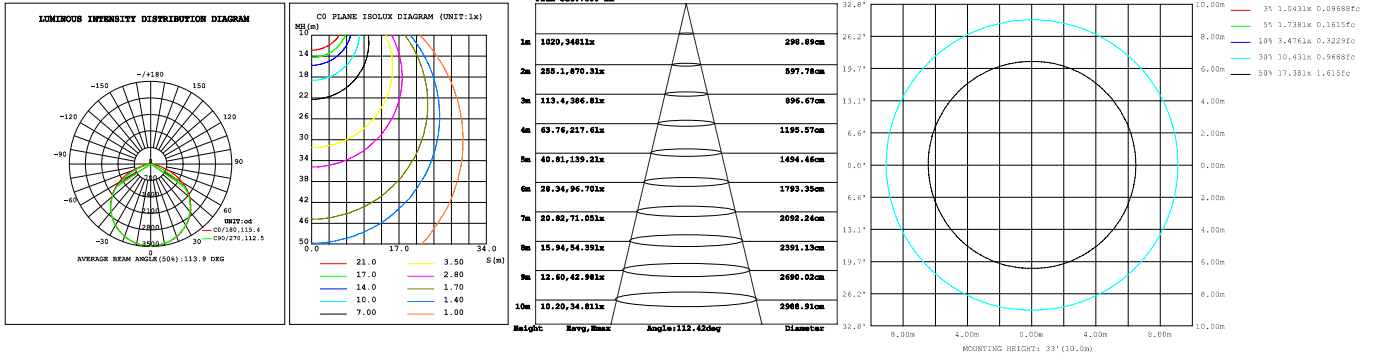 LUMINOUS INTENSITY DISTRIBUTION DIAGRAM
-/+180
-150
150
-120
120
-90
90
-60
60
-30
30
0
0
700
1400
2100
2800
3500
UNIT:cd
C0/180,115.4
C90/270,112.5
AVERAGE BEAM ANGLE(50%):113.9 DEG
C0 PLANE ISOLUX DIAGRAM (UNIT:lx)
MH(m)
10
14
18
22
26
30
34
38
42
46
50
0.0
17.0
34.0
S(m)
21.0
3.50
17.0
2.80
14.0
1.70
10.0
1.40
7.00
1.00
1m 1020,3481lx 298.89cm
2m 255.1,870.3lx 597.78cm
3m 113.4,386.8lx 896.67cm
4m 63.76,217.6lx 1195.57cm
5m 40.81,139.2lx 1494.46cm
6m 28.34,96.70lx 1793.35cm
7m 20.82,71.05lx 2092.24cm
8m 15.94,54.39lx 2391.13cm
9m 12.60,42.98lx 2690.02cm
10m 10.20,34.81lx 2988.91cm
Height Eavg,Emax Angle:112.42deg Diameter
32.8° 10.00m
26.2° 8.00m
19.7° 6.00m
13.1° 4.00m
6.6° 2.00m
0.0° 0.00m
6.6° 2.00m
13.1° 4.00m
19.7° 6.00m
26.2° 8.00m
32.8° 10.00m
8.00m 4.00m 0.00m 4.00m 8.00m
MOUNTING HEIGHT: 33'(10.0m)
3% 1.043lx 0.09688fc
5% 1.738lx 0.1615fc
10% 3.476lx 0.3229fc
30% 10.43lx 0.9688fc
50% 17.38lx 1.615fc